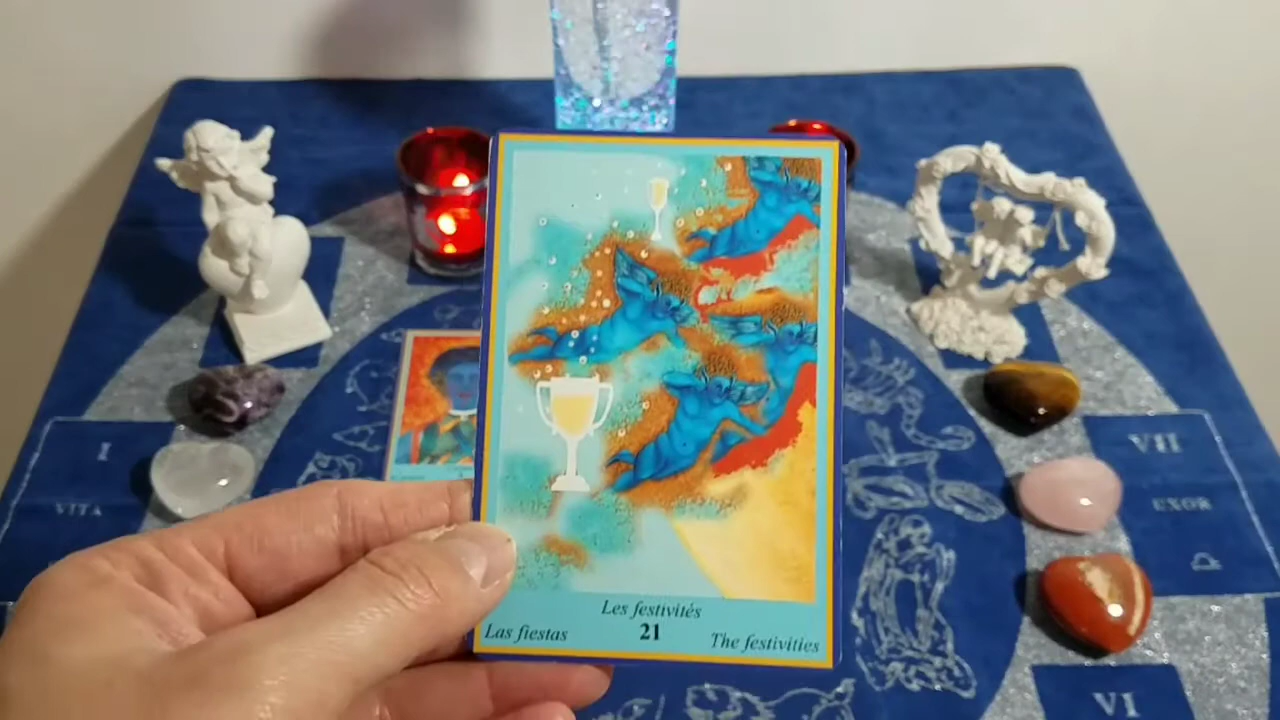 Les festivités
Las fiestas 21 The festivities
I
VITA
VII
UXOR
VI